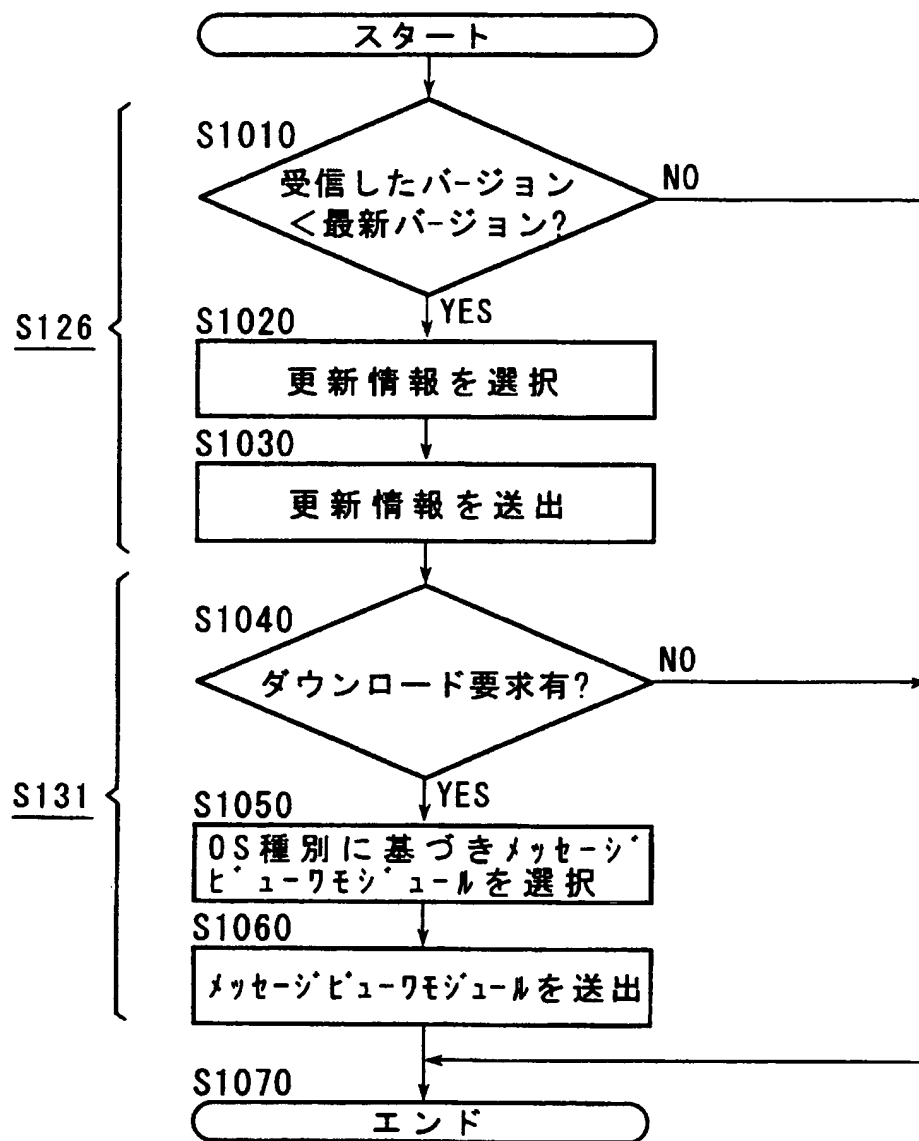 スタート
S1010
受信したバージョン
<最新バージョン?
NO
YES
S126
S1020
更新情報を選択
S1030
更新情報を送出
S1040
ダウンロード要求有?
NO
YES
S131
S1050
OS種別に基づきメッセージ
ビューワモジュールを選択
S1060
メッセージビューワモジュールを送出
S1070
エンド